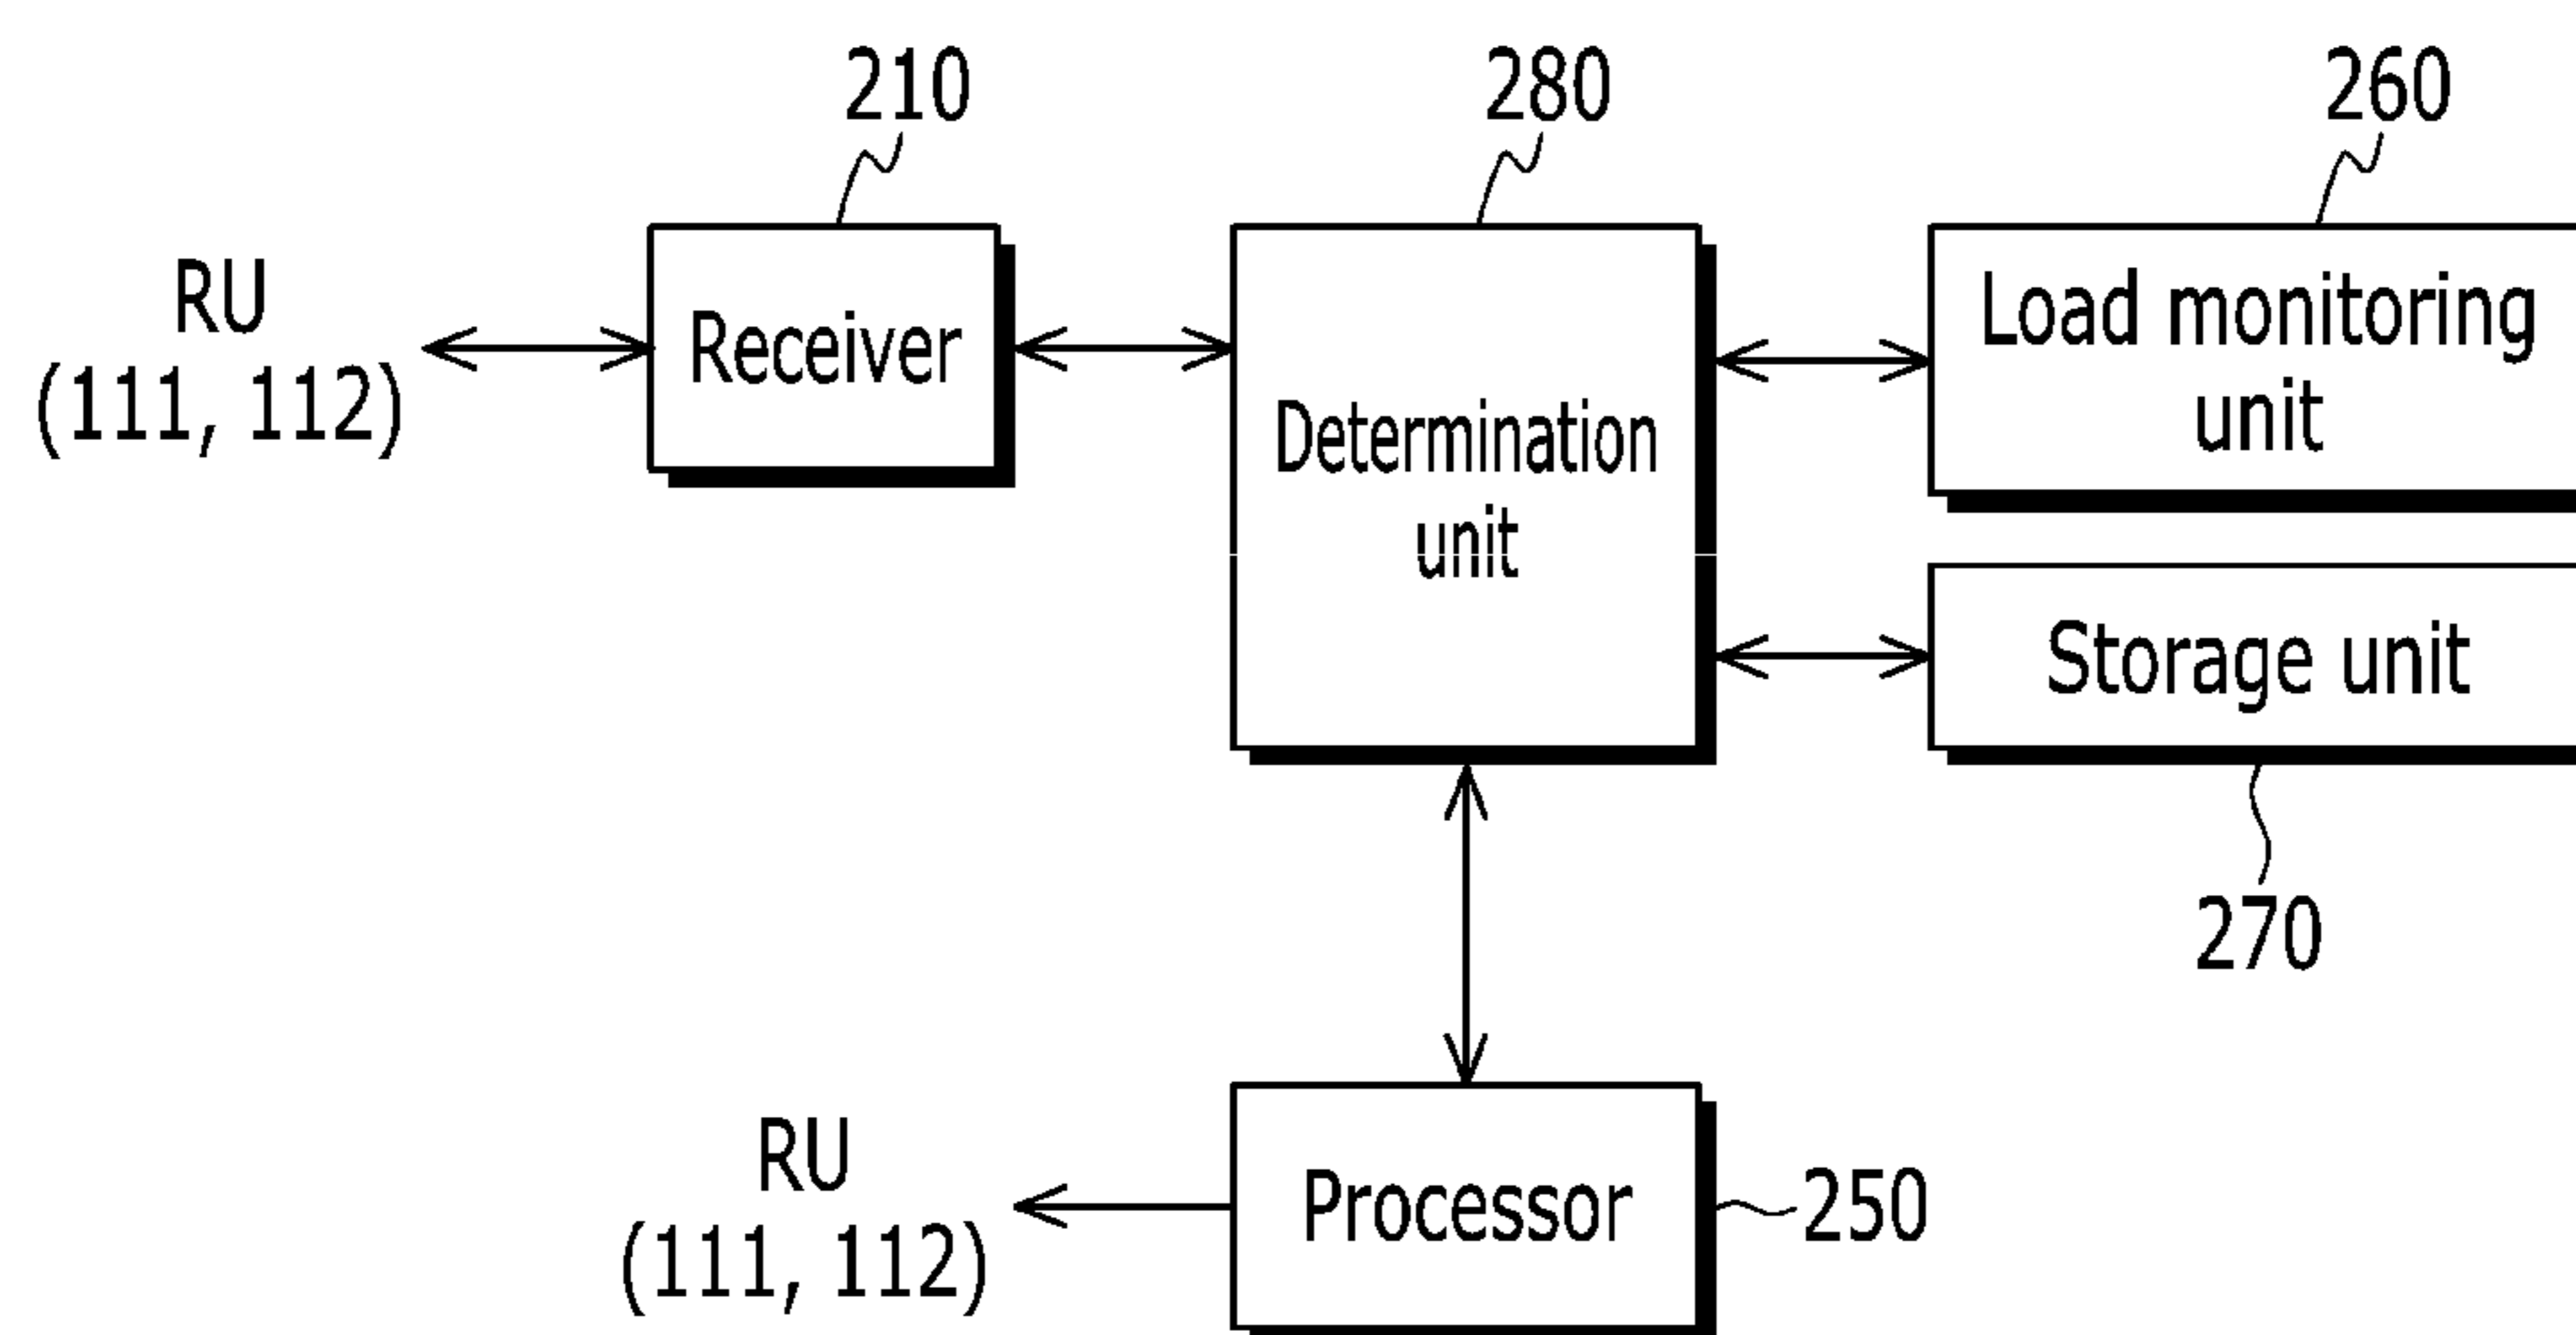 210
280
260
RU
(111, 112)
Receiver
Determination
unit
Load monitoring
unit
Storage unit
270
RU
(111, 112)
Processor
250